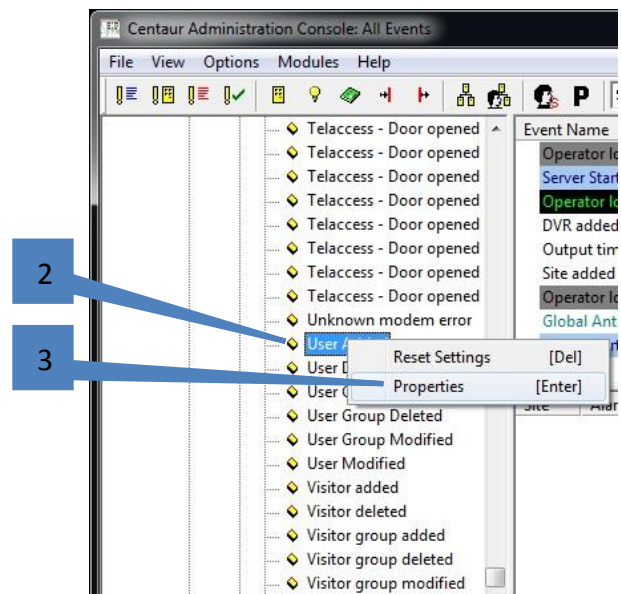 Centaur Administration Console: All Events
File View Options Modules Help
P
Telaccess - Door opened
Telaccess - Door opened
Telaccess - Door opened
Telaccess - Door opened
Telaccess - Door opened
Telaccess - Door opened
Telaccess - Door opened
Telaccess - Door opened
Unknown modem error
User
User
User
User Group Deleted
User Group Modified
User Modified
Visitor added
Visitor deleted
Visitor group added
Visitor group deleted
Visitor group modified
Event Name
Operator
Server
Operator
DVR added
Output
Site added
Operator
Global
Site
Reset Settings [Del]
Properties [Enter]
2
3